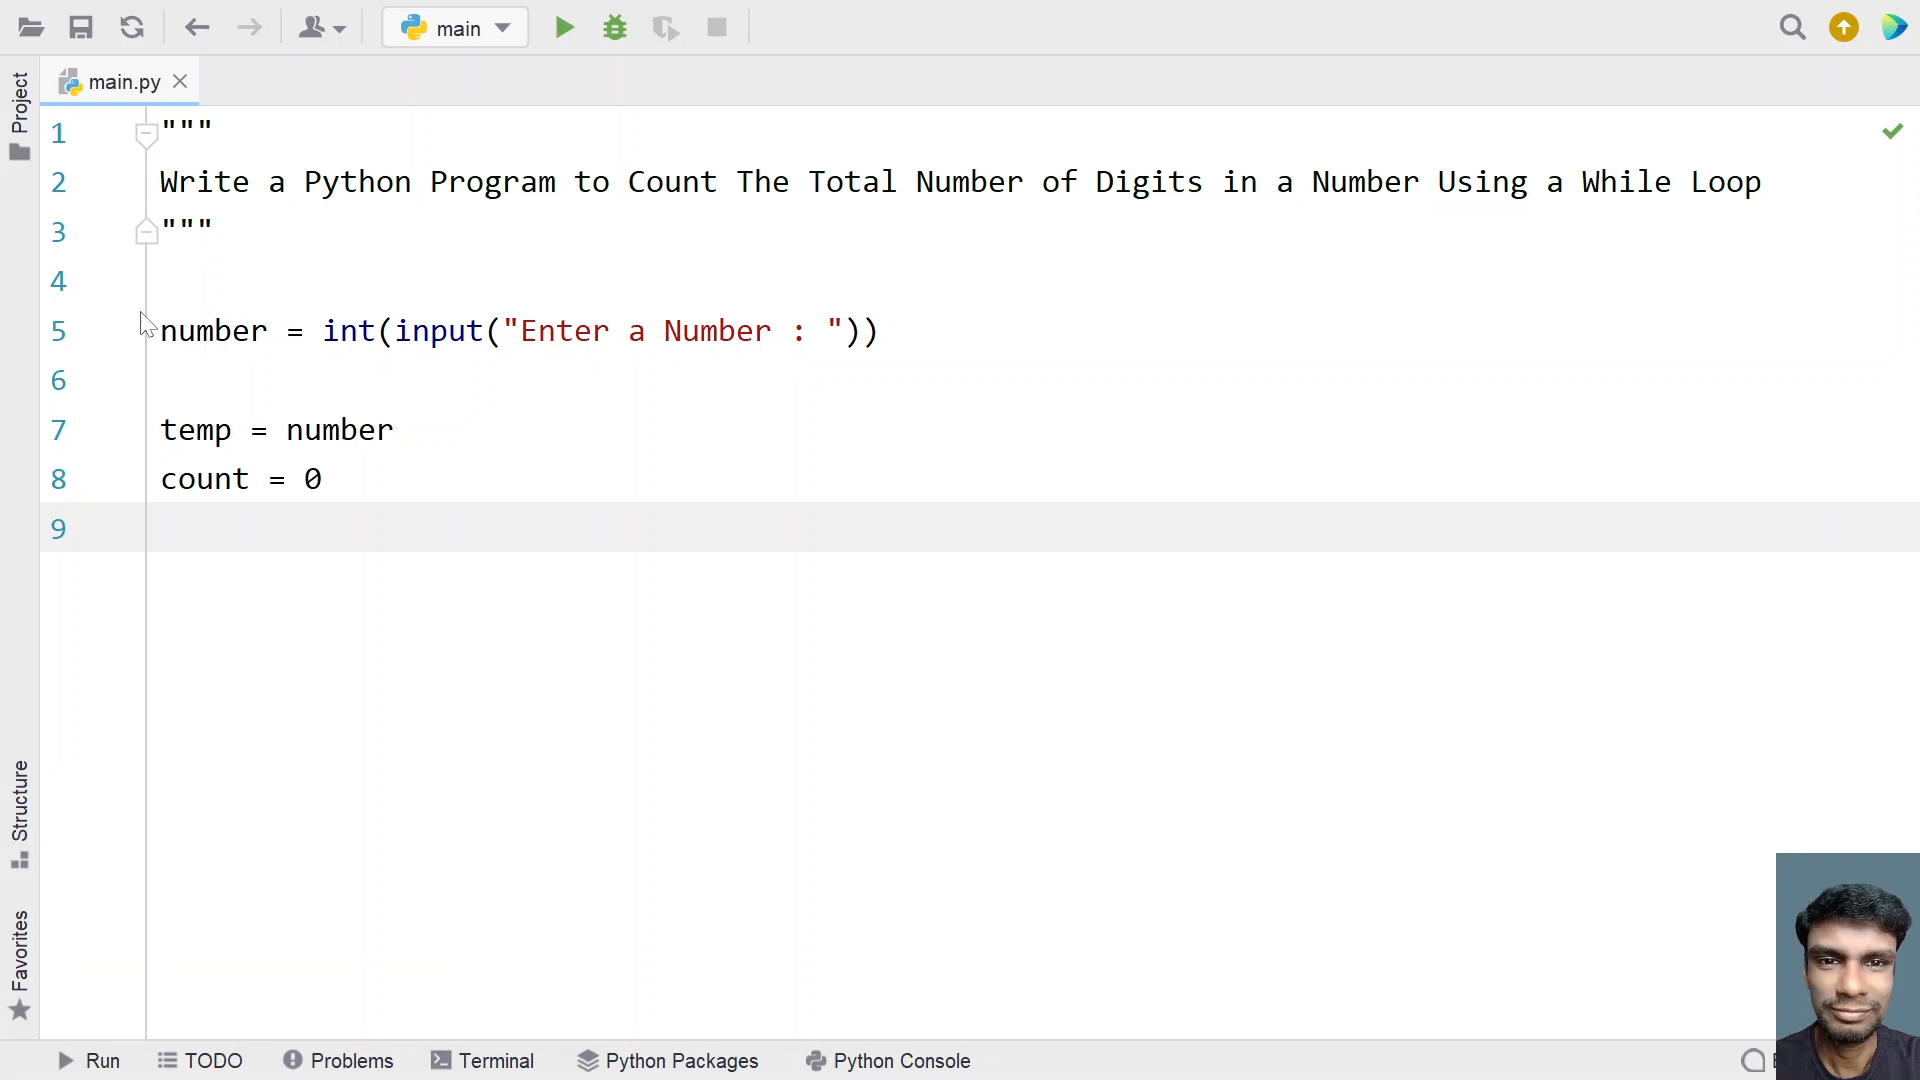 main
main.py
Project
1 """
2 Write a Python Program to Count The Total Number of Digits in a Number Using a While Loop
3 """
4
5 number = int(input("Enter a Number : "))
6
7 temp = number
8 count = 0
9
Structure
Favorites
Run TODO Problems Terminal Python Packages Python Console